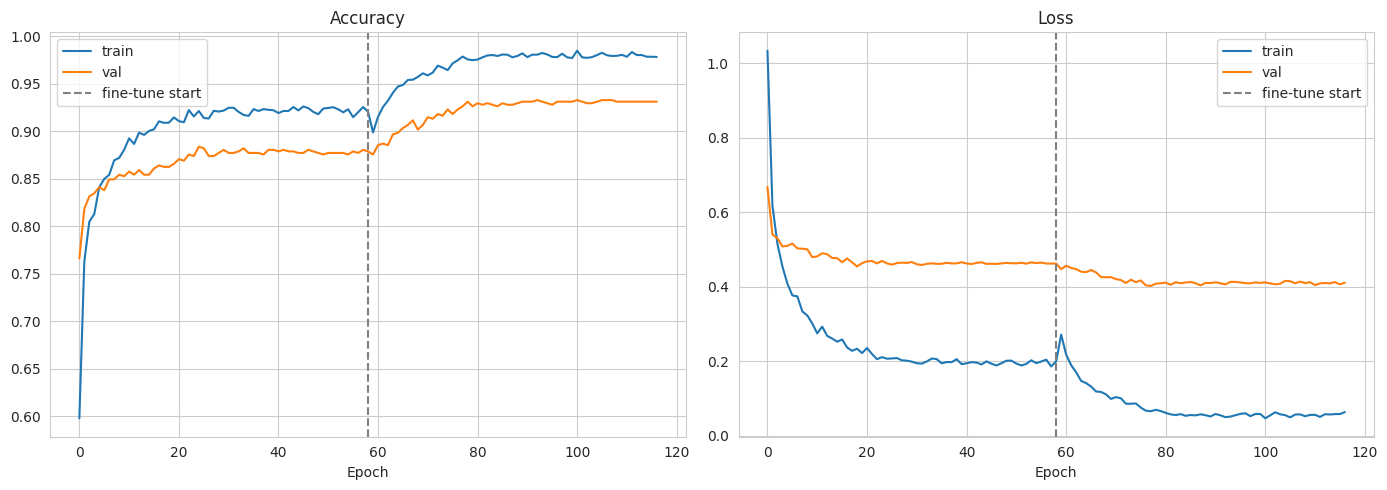 Accuracy
1.00
0.95
0.90
0.85
0.80
0.75
0.70
0.65
0.60
train
val
fine-tune start
0 20 40 60 80 100 120
Epoch
Loss
1.0
0.8
0.6
0.4
0.2
0.0
train
val
fine-tune start
0 20 40 60 80 100 120
Epoch